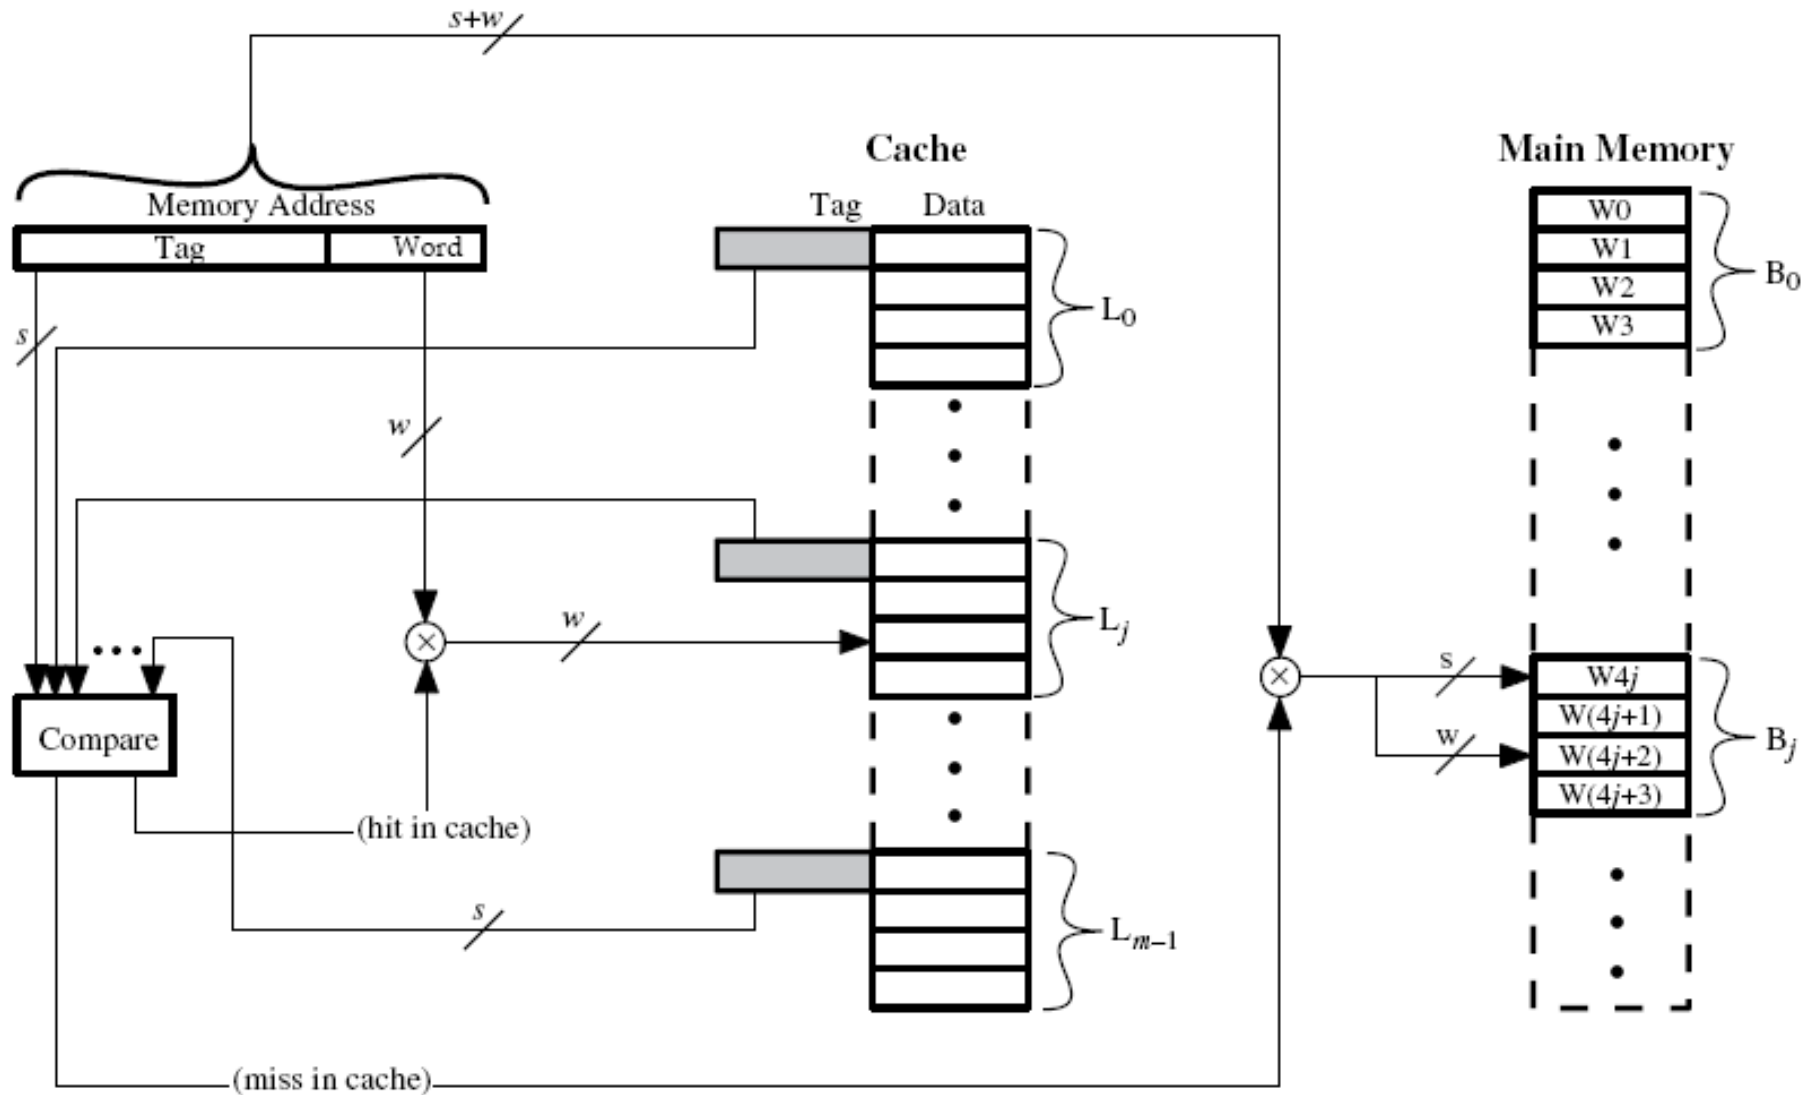 s+w
Cache
Main Memory
Memory Address
Tag Data
Tag Word
W0
W1
W2
W3
B0
L0
s
w
Lj
w
...
Compare
s
w
W4j
W(4j+1)
W(4j+2)
W(4j+3)
Bj
(hit in cache)
s
Lm−1
(miss in cache)